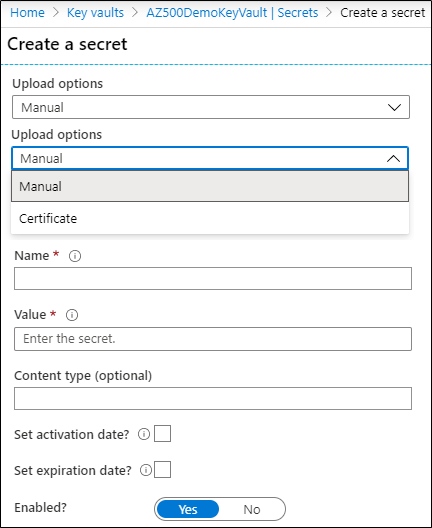 Home > Key vaults > AZ500DemoKeyVault | Secrets > Create a secret
Create a secret
Upload options
Manual
Upload options
Manual
Manual
Certificate
Name *
Value *
Enter the secret.
Content type (optional)
Set activation date?
Set expiration date?
Enabled? Yes No